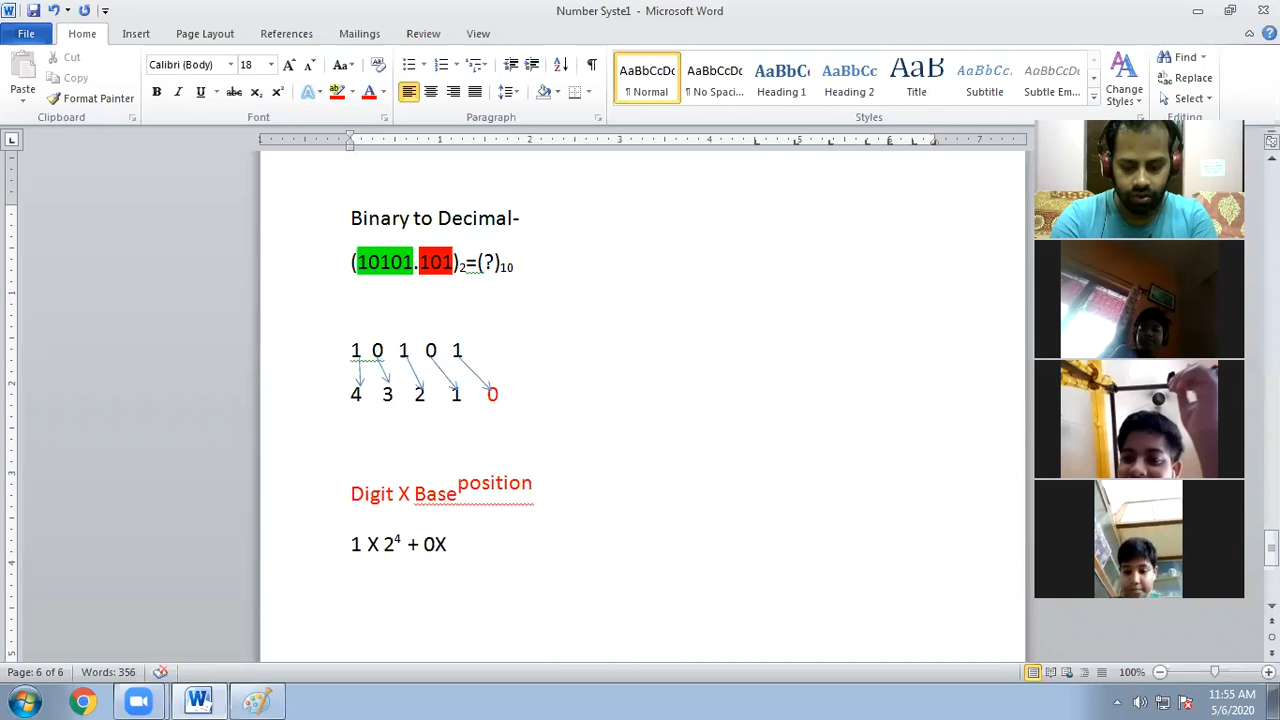 Number Syste1 - Microsoft Word
File Home Insert Page Layout References Mailings Review View
Paste
Cut
Copy
Format Painter
Clipboard
Calibri (Body) 18
Font
Paragraph
AaBbCcDc AaBbCcDc AaBbCc AaBbCc AaB AaBbCcDc AaBbCcDc
¶ Normal ¶ No Spaci... Heading 1 Heading 2 Title Subtitle Subtle Em...
Change Styles
Styles
Find
Replace
Select
Editing
Binary to Decimal-
(10101.101)₂=(?)₁₀
1 0 1 0 1
4 3 2 1 0
Digit X Base^position
1 X 2⁴ + 0X
Page: 6 of 6 Words: 356 100%
11:55 AM
5/6/2020